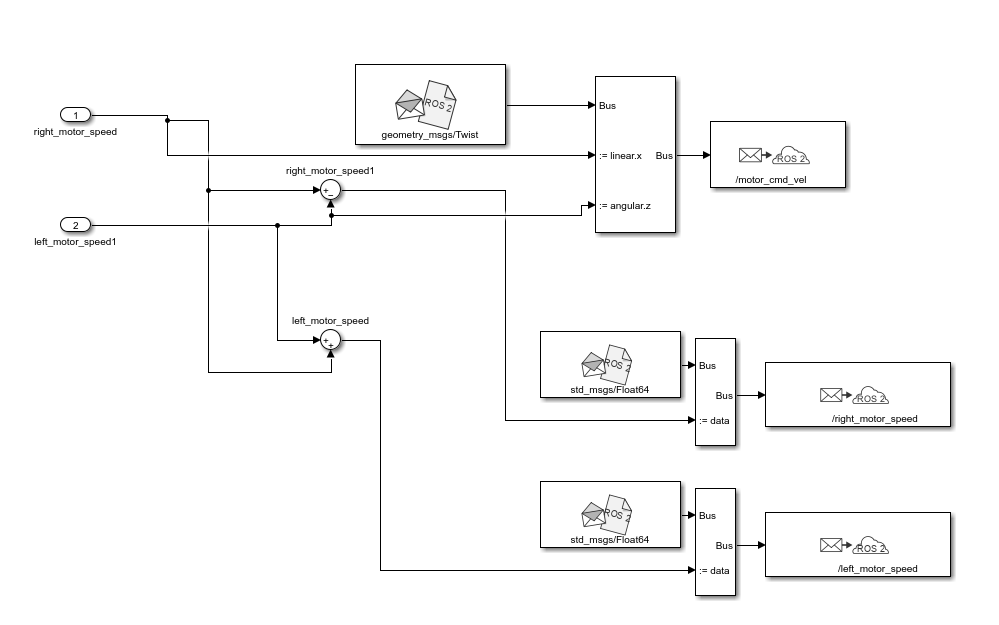 ROS 2
geometry_msgs/Twist
1
right_motor_speed
Bus
:= linear.x
Bus
:= angular.z
ROS 2
/motor_cmd_vel
right_motor_speed1
+
−
2
left_motor_speed1
left_motor_speed
+
+
ROS 2
std_msgs/Float64
Bus
Bus
:= data
ROS 2
/right_motor_speed
ROS 2
std_msgs/Float64
Bus
Bus
:= data
ROS 2
/left_motor_speed